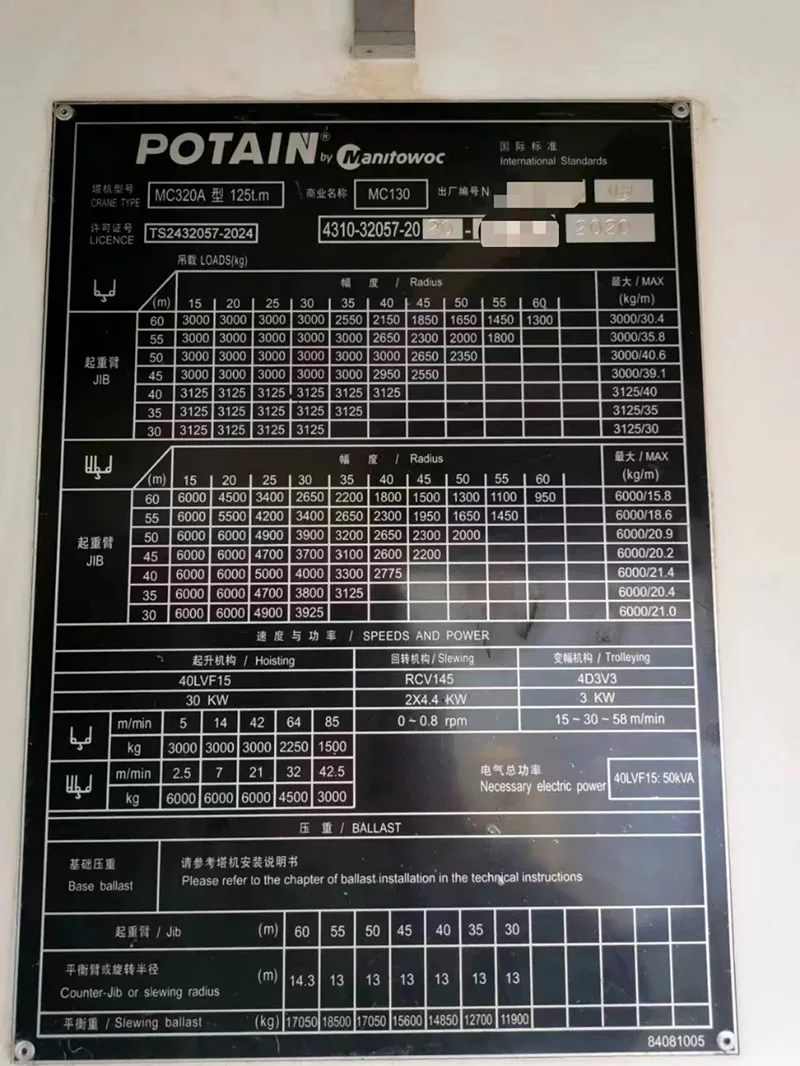 POTAIN® by Manitowoc
国际标准
International Standards
塔机型号
CRANE TYPE
MC320A 型 125t.m
商业名称
MC130
出厂编号N
许可证号
LICENCE
TS2432057-2024
4310-32057-20 20 -
2020
吊载 LOADS(kg)
幅 度 / Radius
最大 / MAX
(kg/m)
(m) 15 20 25 30 35 40 45 50 55 60
起重臂
JIB
60 3000 3000 3000 3000 2550 2150 1850 1650 1450 1300 3000/30.4
55 3000 3000 3000 3000 3000 2650 2300 2000 1800 3000/35.8
50 3000 3000 3000 3000 3000 3000 2650 2350 3000/40.6
45 3000 3000 3000 3000 3000 2950 2550 3000/39.1
40 3125 3125 3125 3125 3125 3125 3125/40
35 3125 3125 3125 3125 3125 3125/35
30 3125 3125 3125 3125 3125/30
幅 度 / Radius
最大 / MAX
(kg/m)
(m) 15 20 25 30 35 40 45 50 55 60
起重臂
JIB
60 6000 4500 3400 2650 2200 1800 1500 1300 1100 950 6000/15.8
55 6000 5500 4200 3400 2650 2300 1950 1650 1450 6000/18.6
50 6000 6000 4900 3900 3200 2650 2300 2000 6000/20.9
45 6000 6000 4700 3700 3100 2600 2200 6000/20.2
40 6000 6000 5000 4000 3300 2775 6000/21.4
35 6000 6000 4700 3800 3125 6000/20.4
30 6000 6000 4900 3925 6000/21.0
速度与功率 / SPEEDS AND POWER
起升机构 / Hoisting 回转机构/Slewing 变幅机构 / Trolleying
40LVF15 RCV145 4D3V3
30 KW 2X4.4 KW 3 KW
m/min 5 14 42 64 85 0 ~ 0.8 rpm 15 ~ 30 ~ 58 m/min
kg 3000 3000 3000 2250 1500
m/min 2.5 7 21 32 42.5
kg 6000 6000 6000 4500 3000
电气总功率
Necessary electric power
40LVF15: 50kVA
压 重 / BALLAST
基础压重
Base ballast
请参考塔机安装说明书
Please refer to the chapter of ballast installation in the technical instructions
起重臂 / Jib (m) 60 55 50 45 40 35 30
平衡臂或旋转半径
Counter-Jib or slewing radius
(m) 14.3 13 13 13 13 13 13
平衡重 / Slewing ballast (kg) 17050 18500 17050 15600 14850 12700 11900
84081005